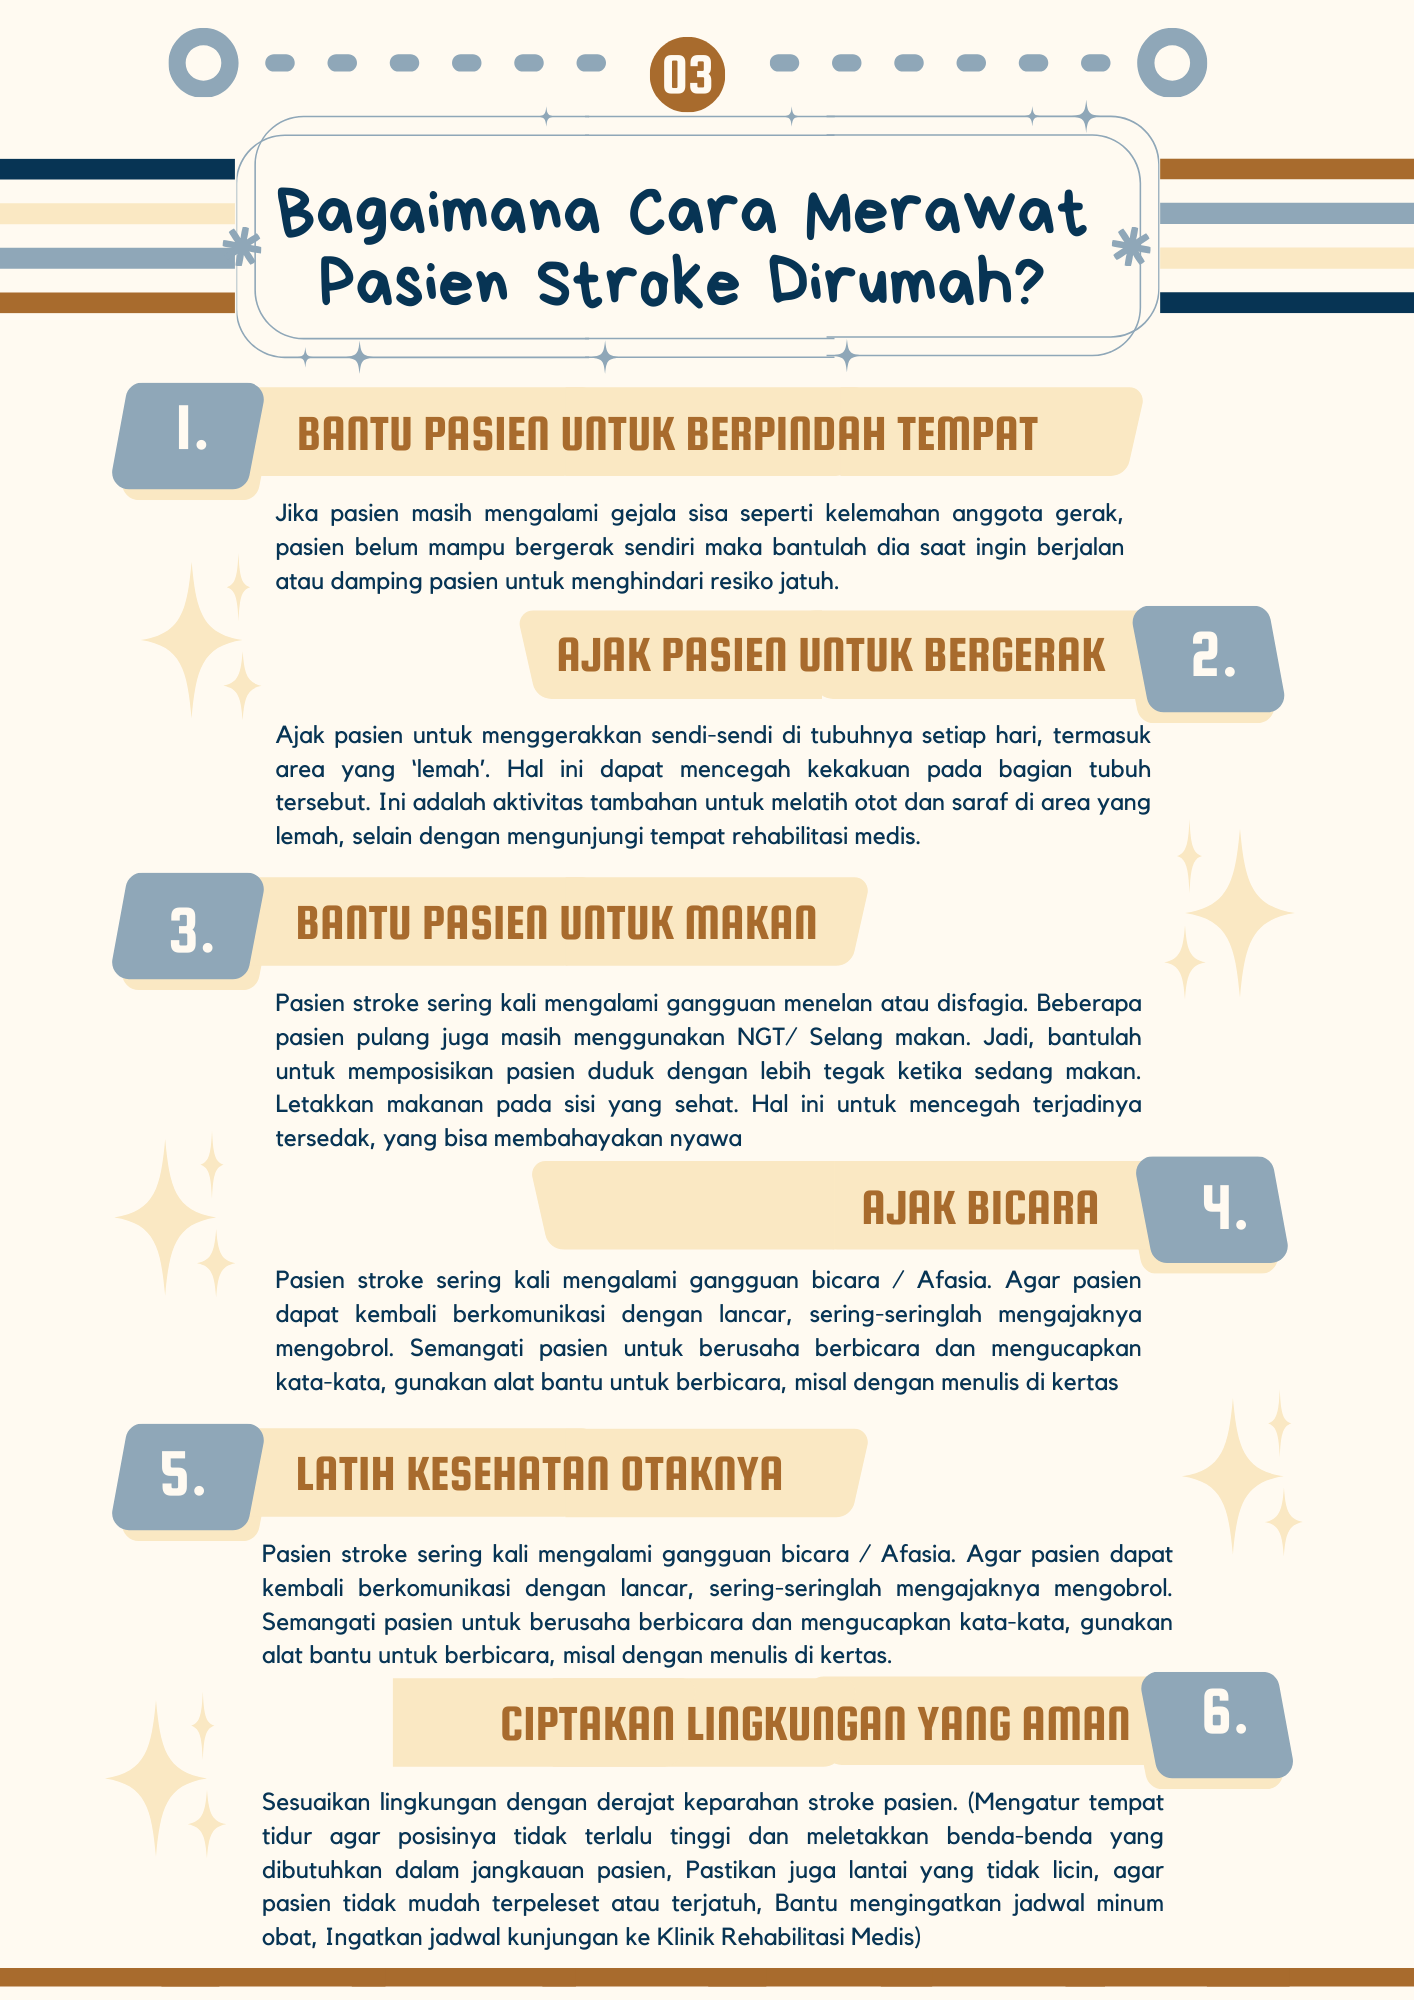 03
Bagaimana Cara Merawat
Pasien Stroke Dirumah?
1.
BANTU PASIEN UNTUK BERPINDAH TEMPAT
Jika pasien masih mengalami gejala sisa seperti kelemahan anggota gerak,
pasien belum mampu bergerak sendiri maka bantulah dia saat ingin berjalan
atau damping pasien untuk menghindari resiko jatuh.
AJAK PASIEN UNTUK BERGERAK
2.
Ajak pasien untuk menggerakkan sendi-sendi di tubuhnya setiap hari, termasuk
area yang ‘lemah’. Hal ini dapat mencegah kekakuan pada bagian tubuh
tersebut. Ini adalah aktivitas tambahan untuk melatih otot dan saraf di area yang
lemah, selain dengan mengunjungi tempat rehabilitasi medis.
3.
BANTU PASIEN UNTUK MAKAN
Pasien stroke sering kali mengalami gangguan menelan atau disfagia. Beberapa
pasien pulang juga masih menggunakan NGT/ Selang makan. Jadi, bantulah
untuk memposisikan pasien duduk dengan lebih tegak ketika sedang makan.
Letakkan makanan pada sisi yang sehat. Hal ini untuk mencegah terjadinya
tersedak, yang bisa membahayakan nyawa
AJAK BICARA
4.
Pasien stroke sering kali mengalami gangguan bicara / Afasia. Agar pasien
dapat kembali berkomunikasi dengan lancar, sering-seringlah mengajaknya
mengobrol. Semangati pasien untuk berusaha berbicara dan mengucapkan
kata-kata, gunakan alat bantu untuk berbicara, misal dengan menulis di kertas
5.
LATIH KESEHATAN OTAKNYA
Pasien stroke sering kali mengalami gangguan bicara / Afasia. Agar pasien dapat
kembali berkomunikasi dengan lancar, sering-seringlah mengajaknya mengobrol.
Semangati pasien untuk berusaha berbicara dan mengucapkan kata-kata, gunakan
alat bantu untuk berbicara, misal dengan menulis di kertas.
CIPTAKAN LINGKUNGAN YANG AMAN
6.
Sesuaikan lingkungan dengan derajat keparahan stroke pasien. (Mengatur tempat
tidur agar posisinya tidak terlalu tinggi dan meletakkan benda-benda yang
dibutuhkan dalam jangkauan pasien, Pastikan juga lantai yang tidak licin, agar
pasien tidak mudah terpeleset atau terjatuh, Bantu mengingatkan jadwal minum
obat, Ingatkan jadwal kunjungan ke Klinik Rehabilitasi Medis)